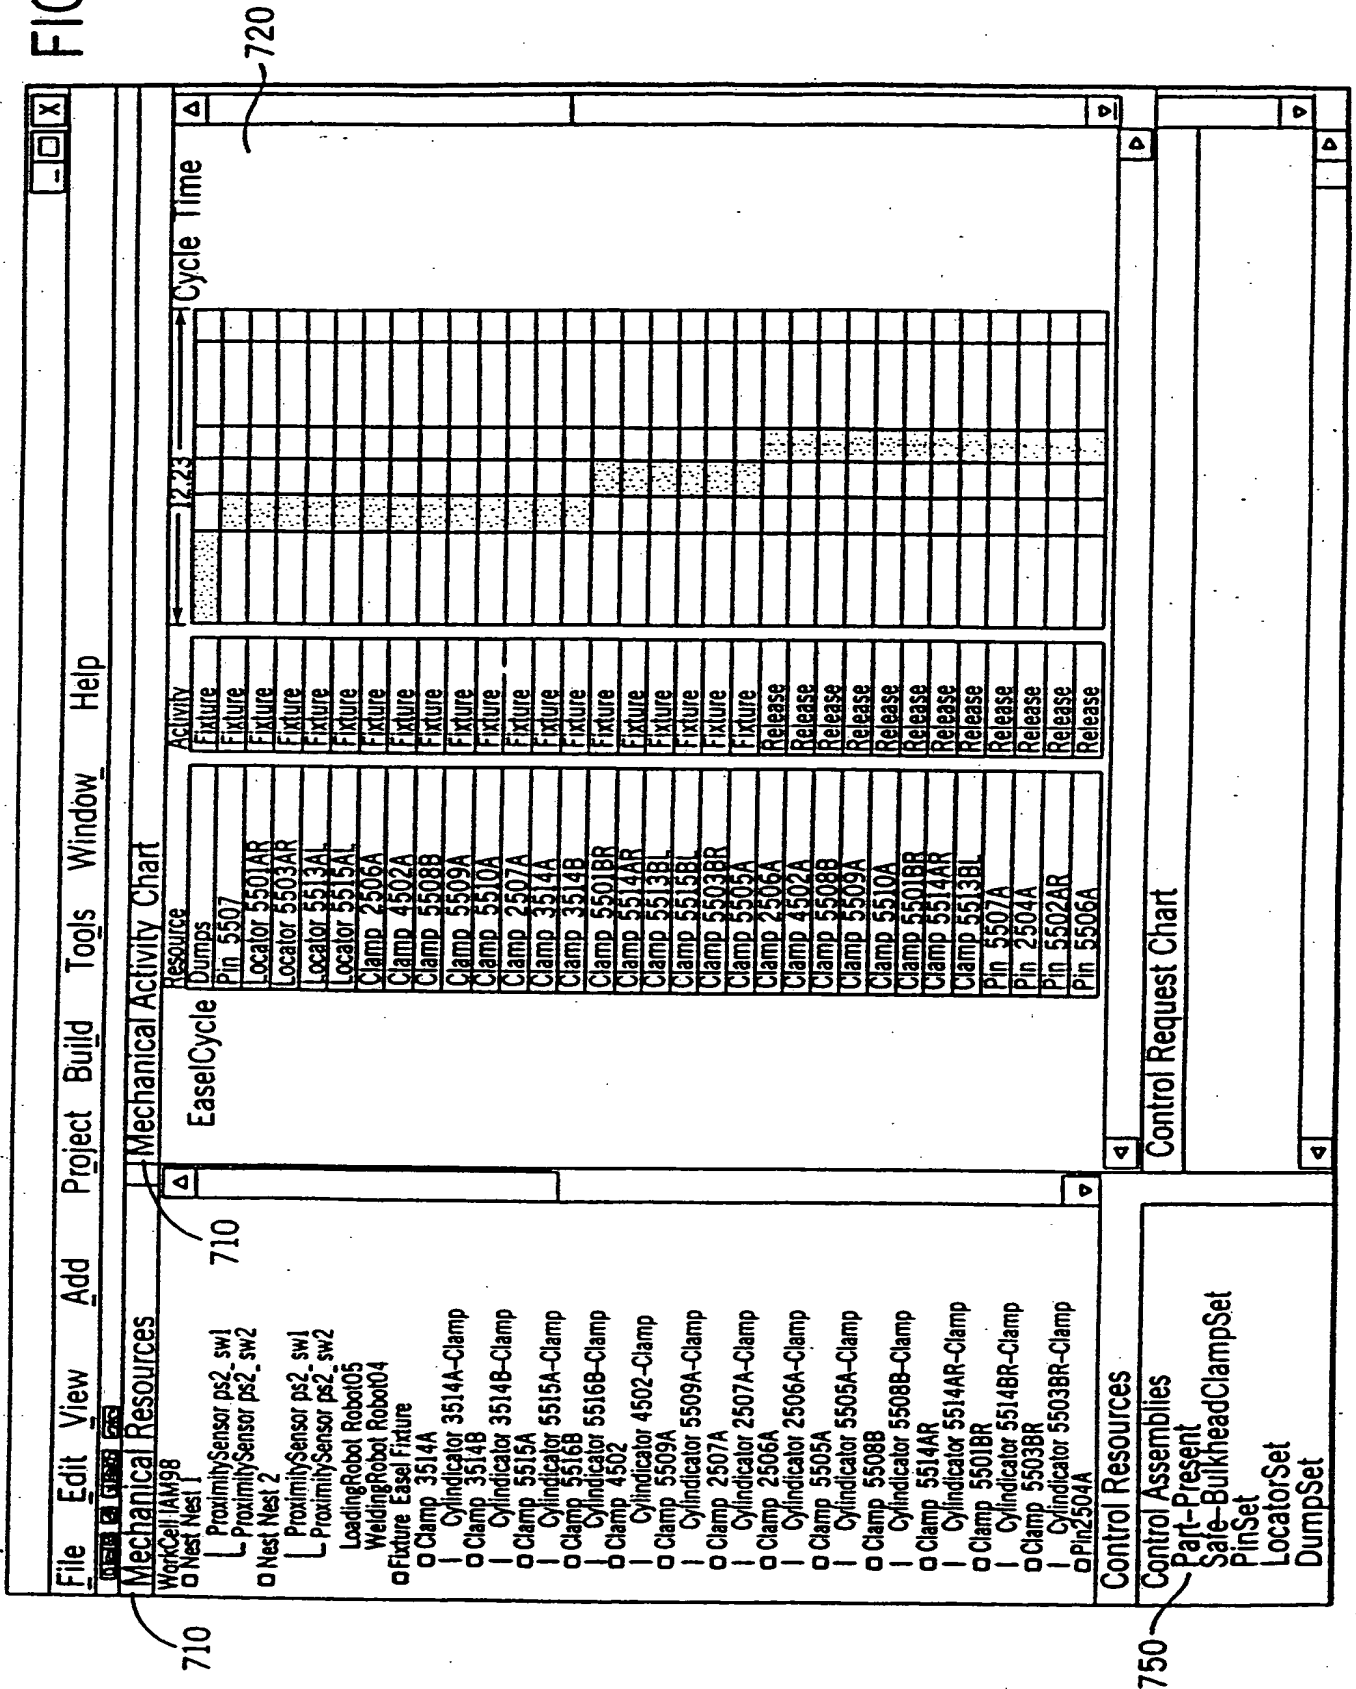 FIG
720
File Edit View Add Project Build Tools Window Help
Mechanical Resources
WorkCell IAM98
Nest Nest 1
ProximitySensor ps2_sw1
ProximitySensor ps2_sw2
Nest Nest 2
ProximitySensor ps2_sw1
ProximitySensor ps2_sw2
LoadingRobot Robot05
WeldingRobot Robot04
Fixture Easel Fixture
Clamp 3514A
Cylindicator 3514A-Clamp
Clamp 3514B
Cylindicator 3514B-Clamp
Clamp 5515A
Cylindicator 5515A-Clamp
Clamp 5516B
Cylindicator 5516B-Clamp
Clamp 4502
Cylindicator 4502-Clamp
Clamp 5509A
Cylindicator 5509A-Clamp
Clamp 2507A
Cylindicator 2507A-Clamp
Clamp 2506A
Cylindicator 2506A-Clamp
Clamp 5505A
Cylindicator 5505A-Clamp
Clamp 5508B
Cylindicator 5508B-Clamp
Clamp 5514AR
Cylindicator 5514AR-Clamp
Clamp 5501BR
Cylindicator 5514BR-Clamp
Clamp 5503BR
Cylindicator 5503BR-Clamp
Pin2504A
710
710
Mechanical Activity Chart
EaselCycle
Resource Activity 12.23 Cycle Time
Dumps Fixture
Pin 5507 Fixture
Locator 5501AR Fixture
Locator 5503AR Fixture
Locator 5513AL Fixture
Locator 5515AL Fixture
Clamp 2506A Fixture
Clamp 4502A Fixture
Clamp 5508B Fixture
Clamp 5509A Fixture
Clamp 5510A Fixture
Clamp 2507A Fixture
Clamp 3514A Fixture
Clamp 3514B Fixture
Clamp 5501BR Fixture
Clamp 5514AR Fixture
Clamp 5513BL Fixture
Clamp 5515BL Fixture
Clamp 5503BR Fixture
Clamp 5505A Fixture
Clamp 2506A Release
Clamp 4502A Release
Clamp 5508B Release
Clamp 5509A Release
Clamp 5510A Release
Clamp 5501BR Release
Clamp 5514AR Release
Clamp 5513BL Release
Pin 5507A Release
Pin 2504A Release
Pin 5502AR Release
Pin 5506A Release
Control Resources
Control Assemblies
Part-Present
Safe-BulkheadClampSet
PinSet
LocatorSet
DumpSet
750
Control Request Chart